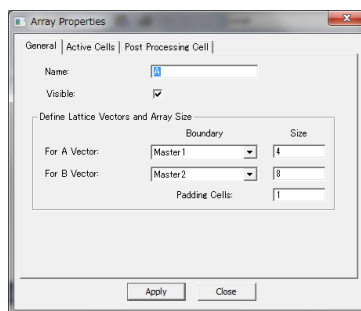 Array Properties
General
Active Cells
Post Processing Cell
Name: A
Visible:
Define Lattice Vectors and Array Size
Boundary Size
For A Vector: Master1 4
For B Vector: Master2 8
Padding Cells: 1
Apply Close